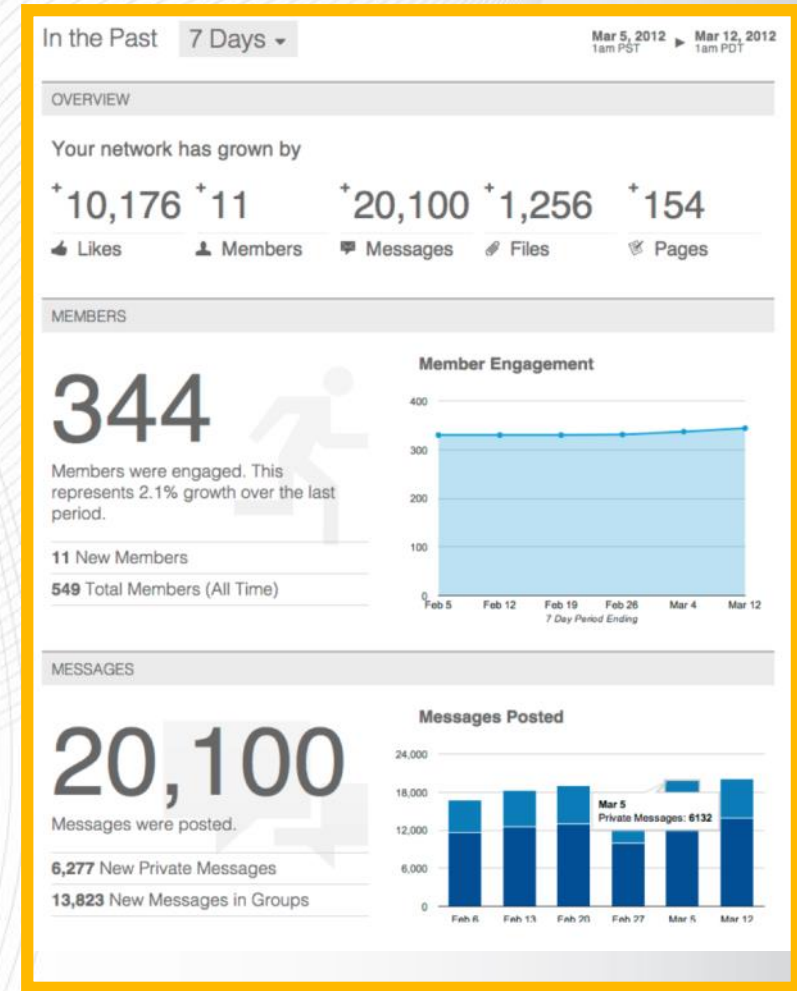 In the Past 7 Days
Mar 5, 2012 ► Mar 12, 2012
1am PST 1am PDT
OVERVIEW
Your network has grown by
+10,176 +11 +20,100 +1,256 +154
Likes Members Messages Files Pages
MEMBERS
344
Members were engaged. This
represents 2.1% growth over the last
period.
11 New Members
549 Total Members (All Time)
Member Engagement
400
300
200
100
0
Feb 5 Feb 12 Feb 19 Feb 26 Mar 4 Mar 12
7 Day Period Ending
MESSAGES
20,100
Messages were posted.
6,277 New Private Messages
13,823 New Messages in Groups
Messages Posted
24,000
18,000
12,000
6,000
0
Mar 5
Private Messages: 6132
Feb 6 Feb 13 Feb 20 Feb 27 Mar 5 Mar 12